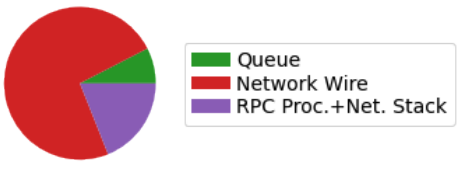 Queue
Network Wire
RPC Proc.+Net. Stack